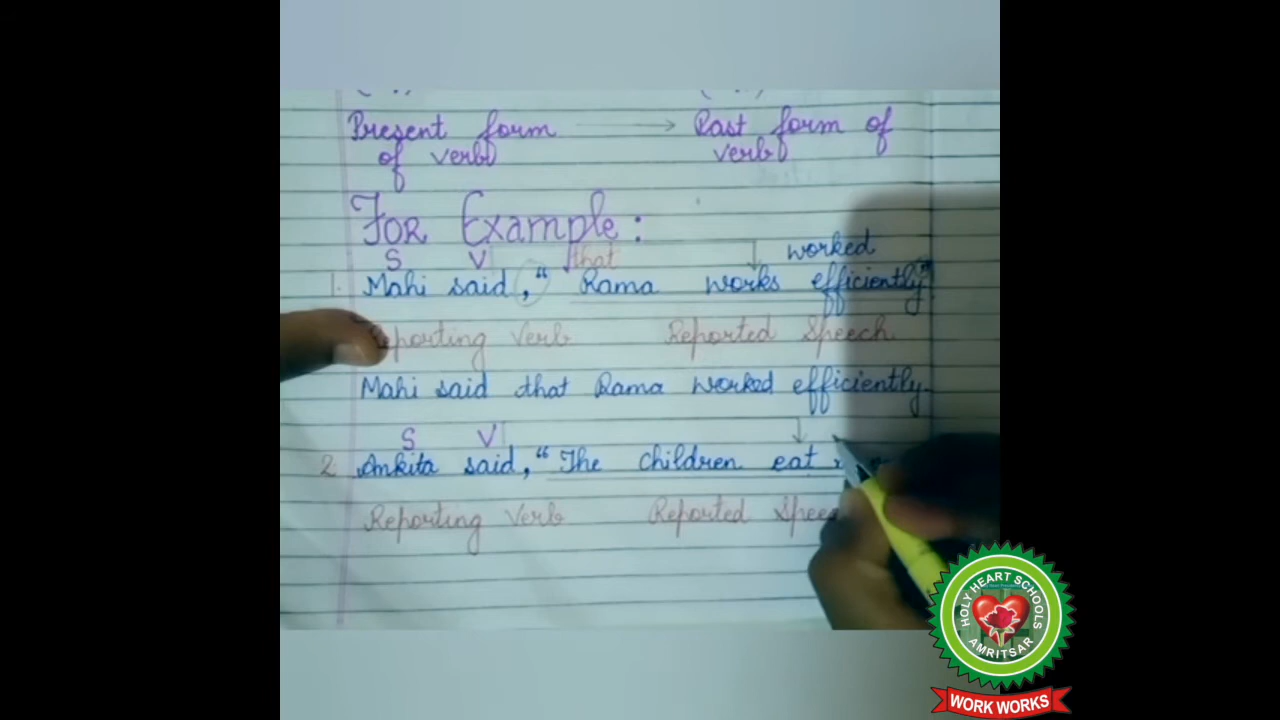 Present form → Past form of
of verb verb
For Example:
S V that worked
1. Mahi said, “ Rama works efficiently”
Reporting Verb Reported Speech
Mahi said that Rama worked efficiently.
S V
2 Ankita said, “The children eat
Reporting Verb Reported
HOLY HEART SCHOOLS
AMRITSAR
WORK WORKS